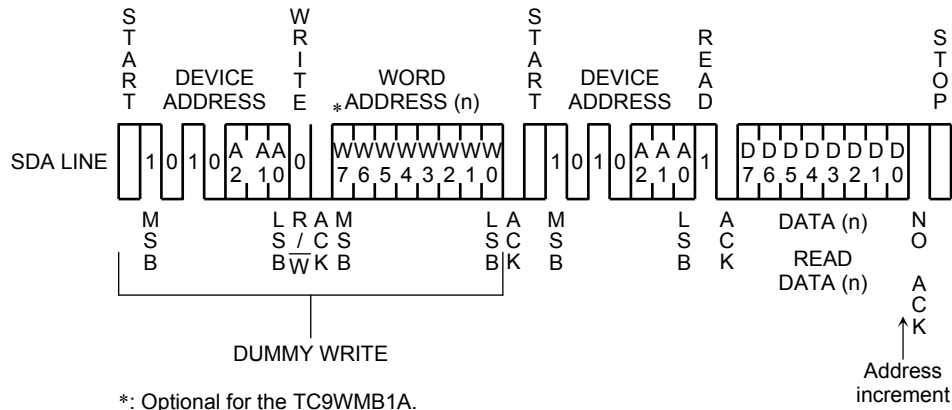 START
WRITE
START
READ
STOP
DEVICE
ADDRESS
WORD
*ADDRESS (n)
DEVICE
ADDRESS
SDA LINE
1 0 1 0 A2 A1 A0 0 W7 W6 W5 W4 W3 W2 W1 W0 1 0 1 0 A2 A1 A0 1 D7 D6 D5 D4 D3 D2 D1 D0
MSB
LSB
R/W
ACK
MSB
LSB
ACK
MSB
LSB
ACK
DATA (n)
READ
DATA (n)
NO ACK
DUMMY WRITE
Address
increment
*: Optional for the TC9WMB1A.